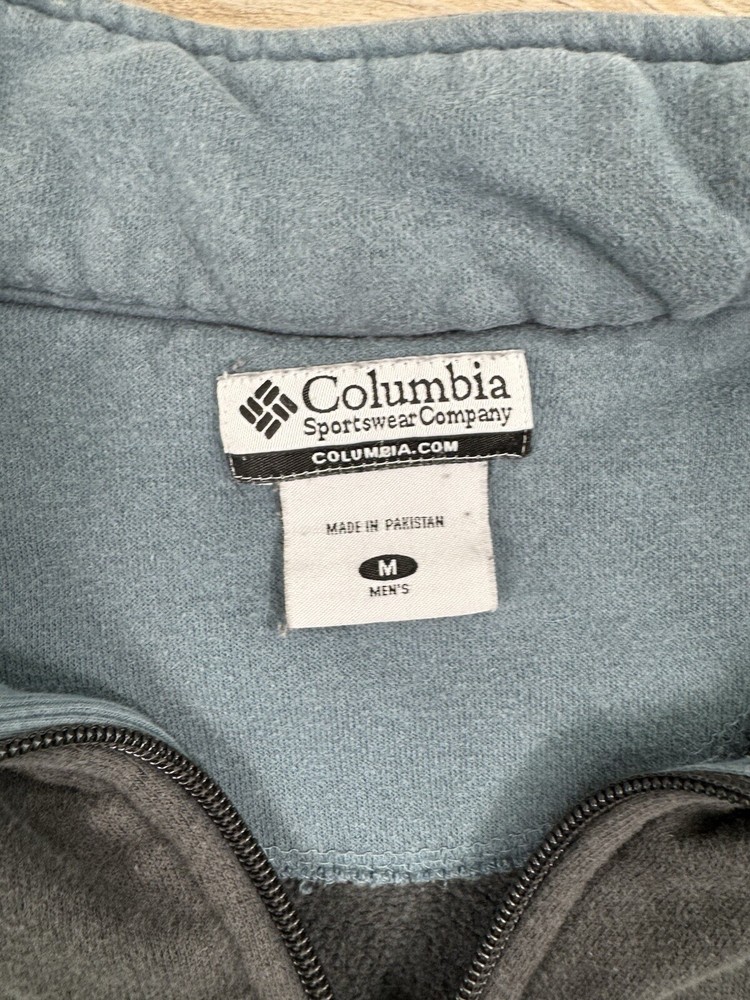 Columbia
Sportswear Company
COLUMBIA.COM
MADE IN PAKISTAN
M
MEN'S